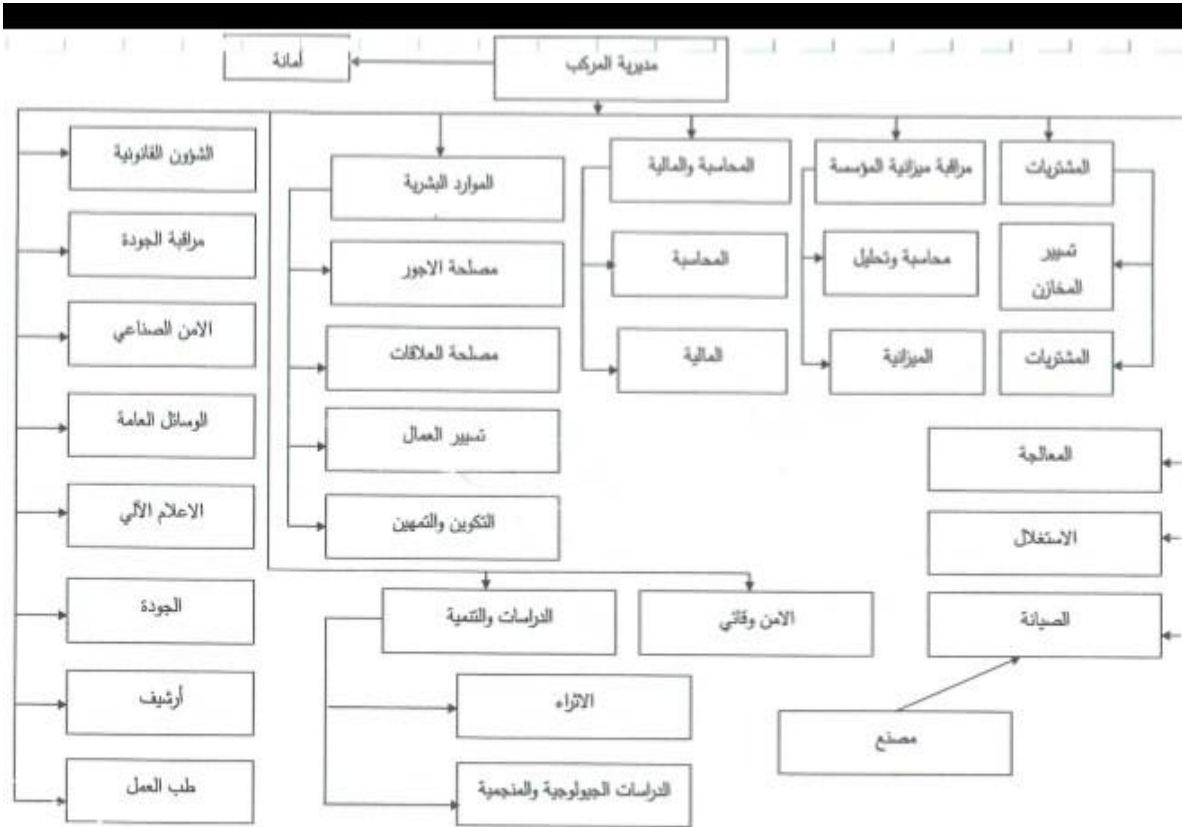 مديرية المركب
أمانة
المشتريات
مراقبة ميزانية المؤسسة
المحاسبة والمالية
الموارد البشرية
الشؤون القانونية
تسيير
المخازن
محاسبة وتحليل
المحاسبة
مصلحة الاجور
مراقبة الجودة
المشتريات
الميزانية
المالية
مصلحة العلاقات
الامن الصناعي
المعالجة
تسيير العمال
الوسائل العامة
الاستغلال
التكوين والتمهين
الاعلام الآلي
الصيانة
الامن وقائي
الدراسات والتنمية
الجودة
مصنع
الاثراء
أرشيف
الدراسات الجيولوجية والمنجمية
طب العمل